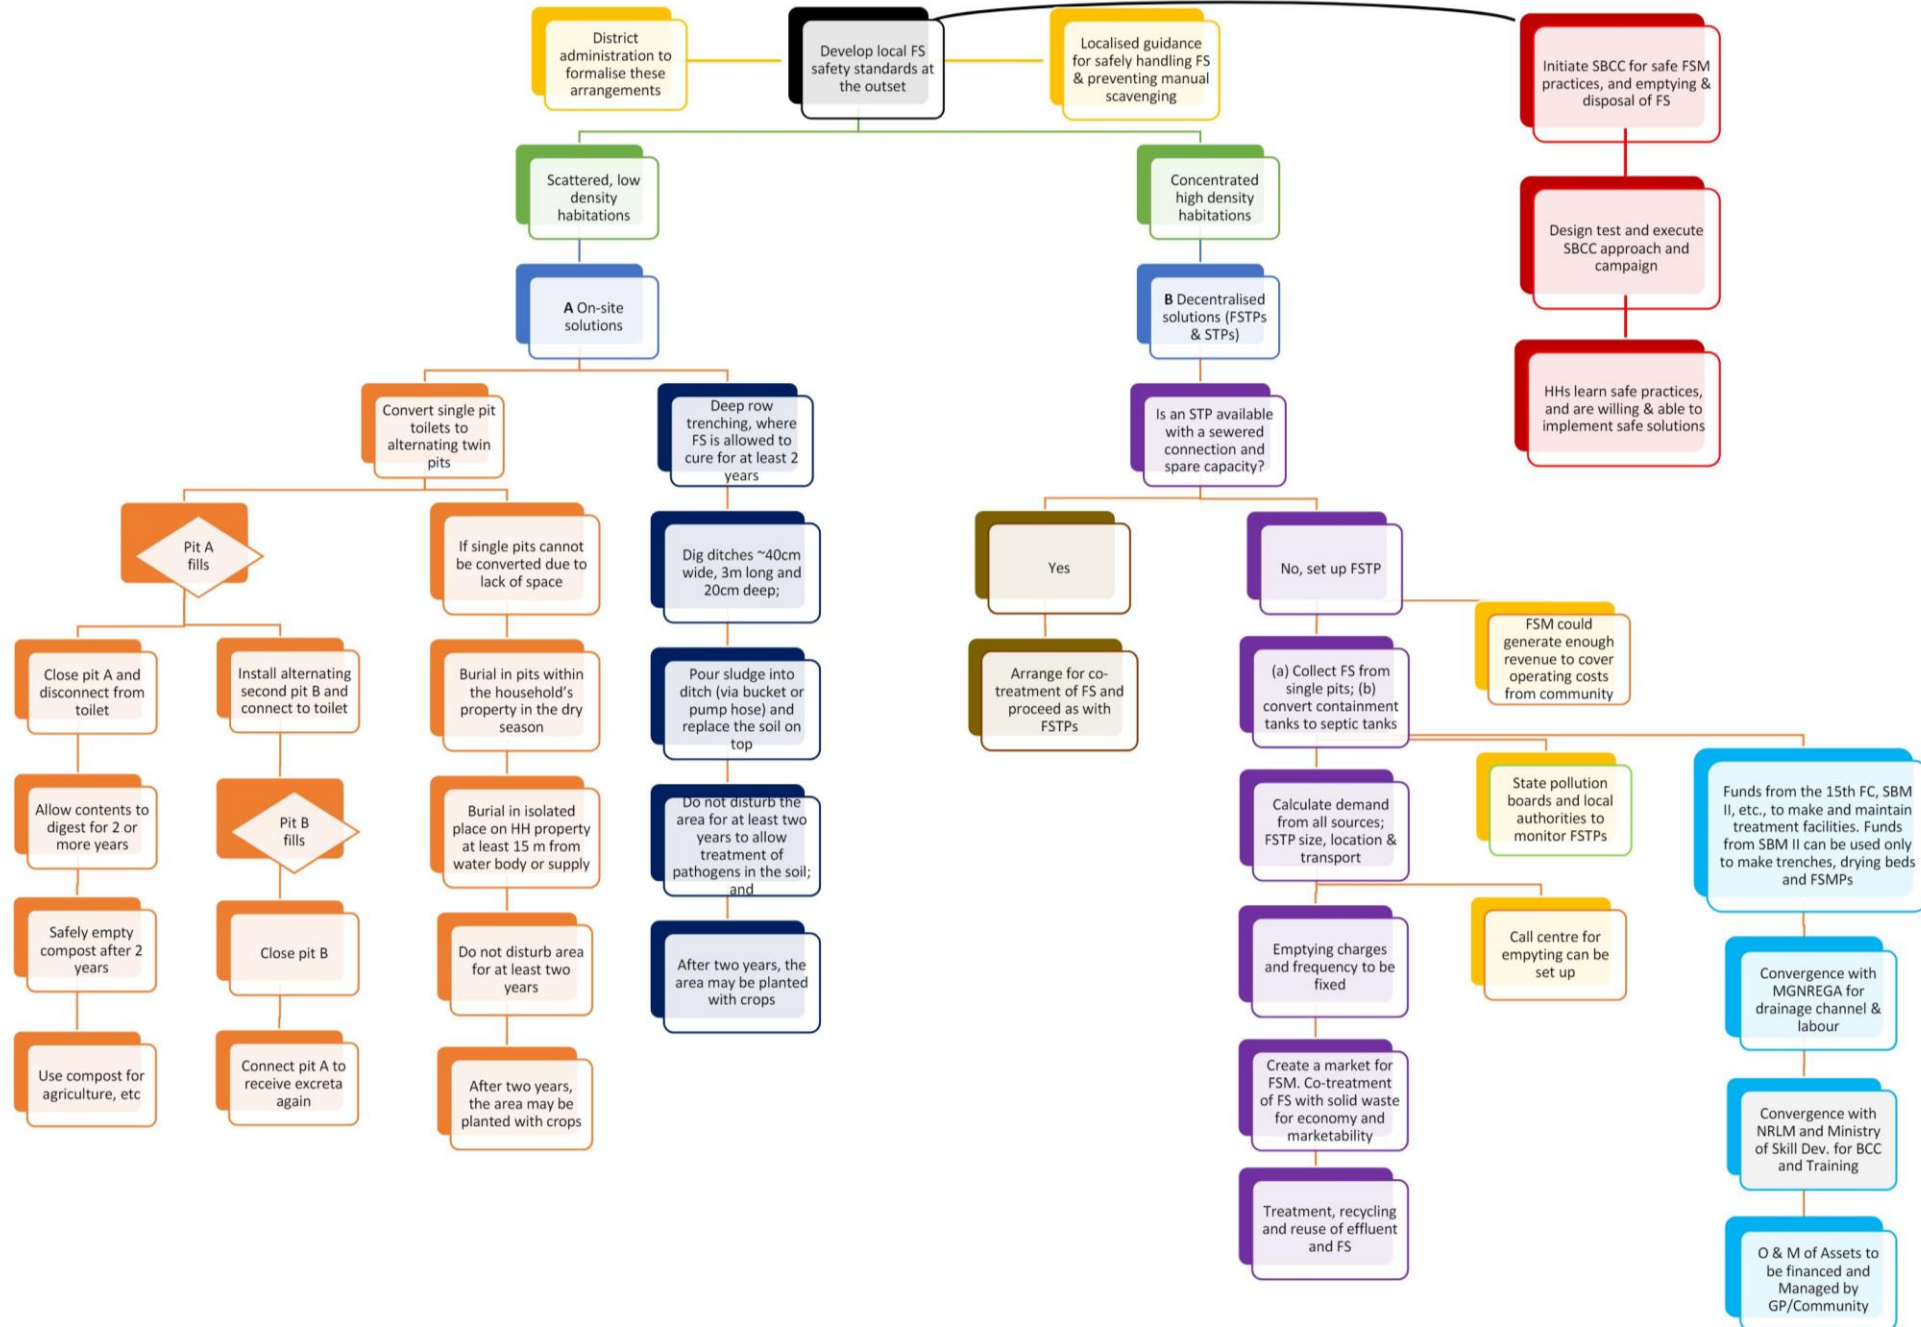 District
administration to
formalise these
arrangements
Develop local FS
safety standards at
the outset
Localised guidance
for safely handling FS
& preventing manual
scavenging
Initiate SBCC for safe FSM
practices, and emptying &
disposal of FS
Design test and execute
SBCC approach and
campaign
HHs learn safe practices,
and are willing & able to
implement safe solutions
Scattered, low
density
habitations
A On-site
solutions
Convert single pit
toilets to
alternating twin
pits
Pit A
fills
Close pit A and
disconnect from
toilet
Allow contents to
digest for 2 or
more years
Safely empty
compost after 2
years
Use compost for
agriculture, etc
Install alternating
second pit B and
connect to toilet
Pit B
fills
Close pit B
Connect pit A to
receive excreta
again
If single pits cannot
be converted due to
lack of space
Burial in pits within
the household's
property in the dry
season
Burial in isolated
place on HH property
at least 15 m from
water body or supply
Do not disturb area
for at least two
years
After two years,
the area may be
planted with crops
Deep row
trenching, where
FS is allowed to
cure for at least 2
years
Dig ditches ~40cm
wide, 3m long and
20cm deep;
Pour sludge into
ditch (via bucket or
pump hose) and
replace the soil on
top
Do not disturb the
area for at least two
years to allow
treatment of
pathogens in the soil;
and
After two years, the
area may be planted
with crops
Concentrated
high density
habitations
B Decentralised
solutions (FSTPs
& STPs)
Is an STP available
with a sewered
connection and
spare capacity?
Yes
Arrange for co-
treatment of FS and
proceed as with
FSTPs
No, set up FSTP
FSM could
generate enough
revenue to cover
operating costs
from community
(a) Collect FS from
single pits; (b)
convert containment
tanks to septic tanks
State pollution
boards and local
authorities to
monitor FSTPs
Calculate demand
from all sources;
FSTP size, location &
transport
Call centre for
empyting can be
set up
Emptying charges
and frequency to be
fixed
Create a market for
FSM. Co-treatment
of FS with solid waste
for economy and
marketability
Treatment, recycling
and reuse of effluent
and FS
Funds from the 15th FC, SBM
II, etc., to make and maintain
treatment facilities. Funds
from SBM II can be used only
to make trenches, drying beds
and FSMPs
Convergence with
MGNREGA for
drainage channel &
labour
Convergence with
NRLM and Ministry
of Skill Dev. for BCC
and Training
O & M of Assets to
be financed and
Managed by
GP/Community